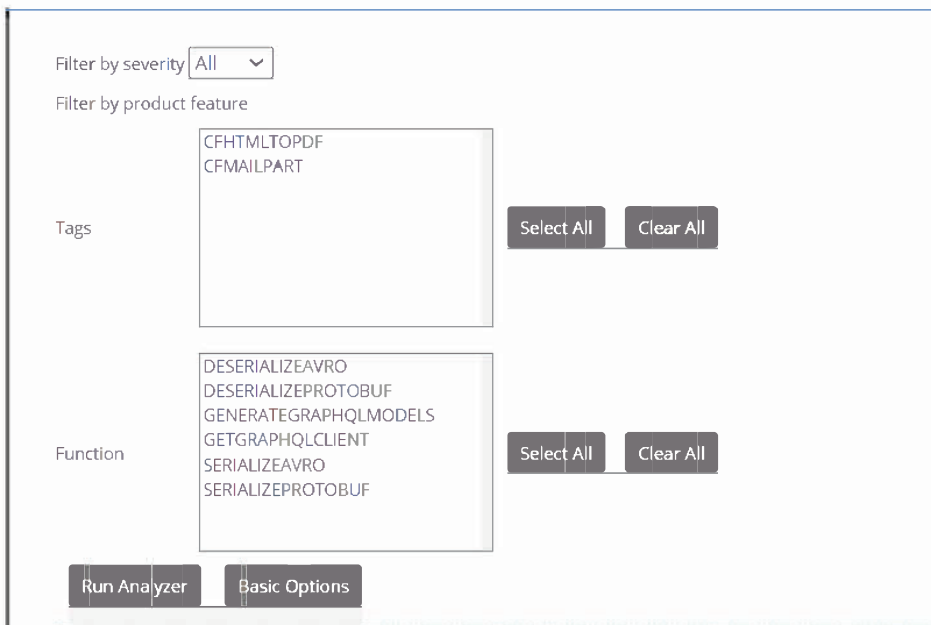 Filter by severity All
Filter by product feature
CFHTMLTOPDF
CFMAILPART
Tags
Select All Clear All
DESERIALIZEAVRO
DESERIALIZEPROTOBUF
GENERATEGRAPHQLMODELS
GETGRAPHQLCLIENT
SERIALIZEAVRO
SERIALIZEPROTOBUF
Function
Select All Clear All
Run Analyzer Basic Options